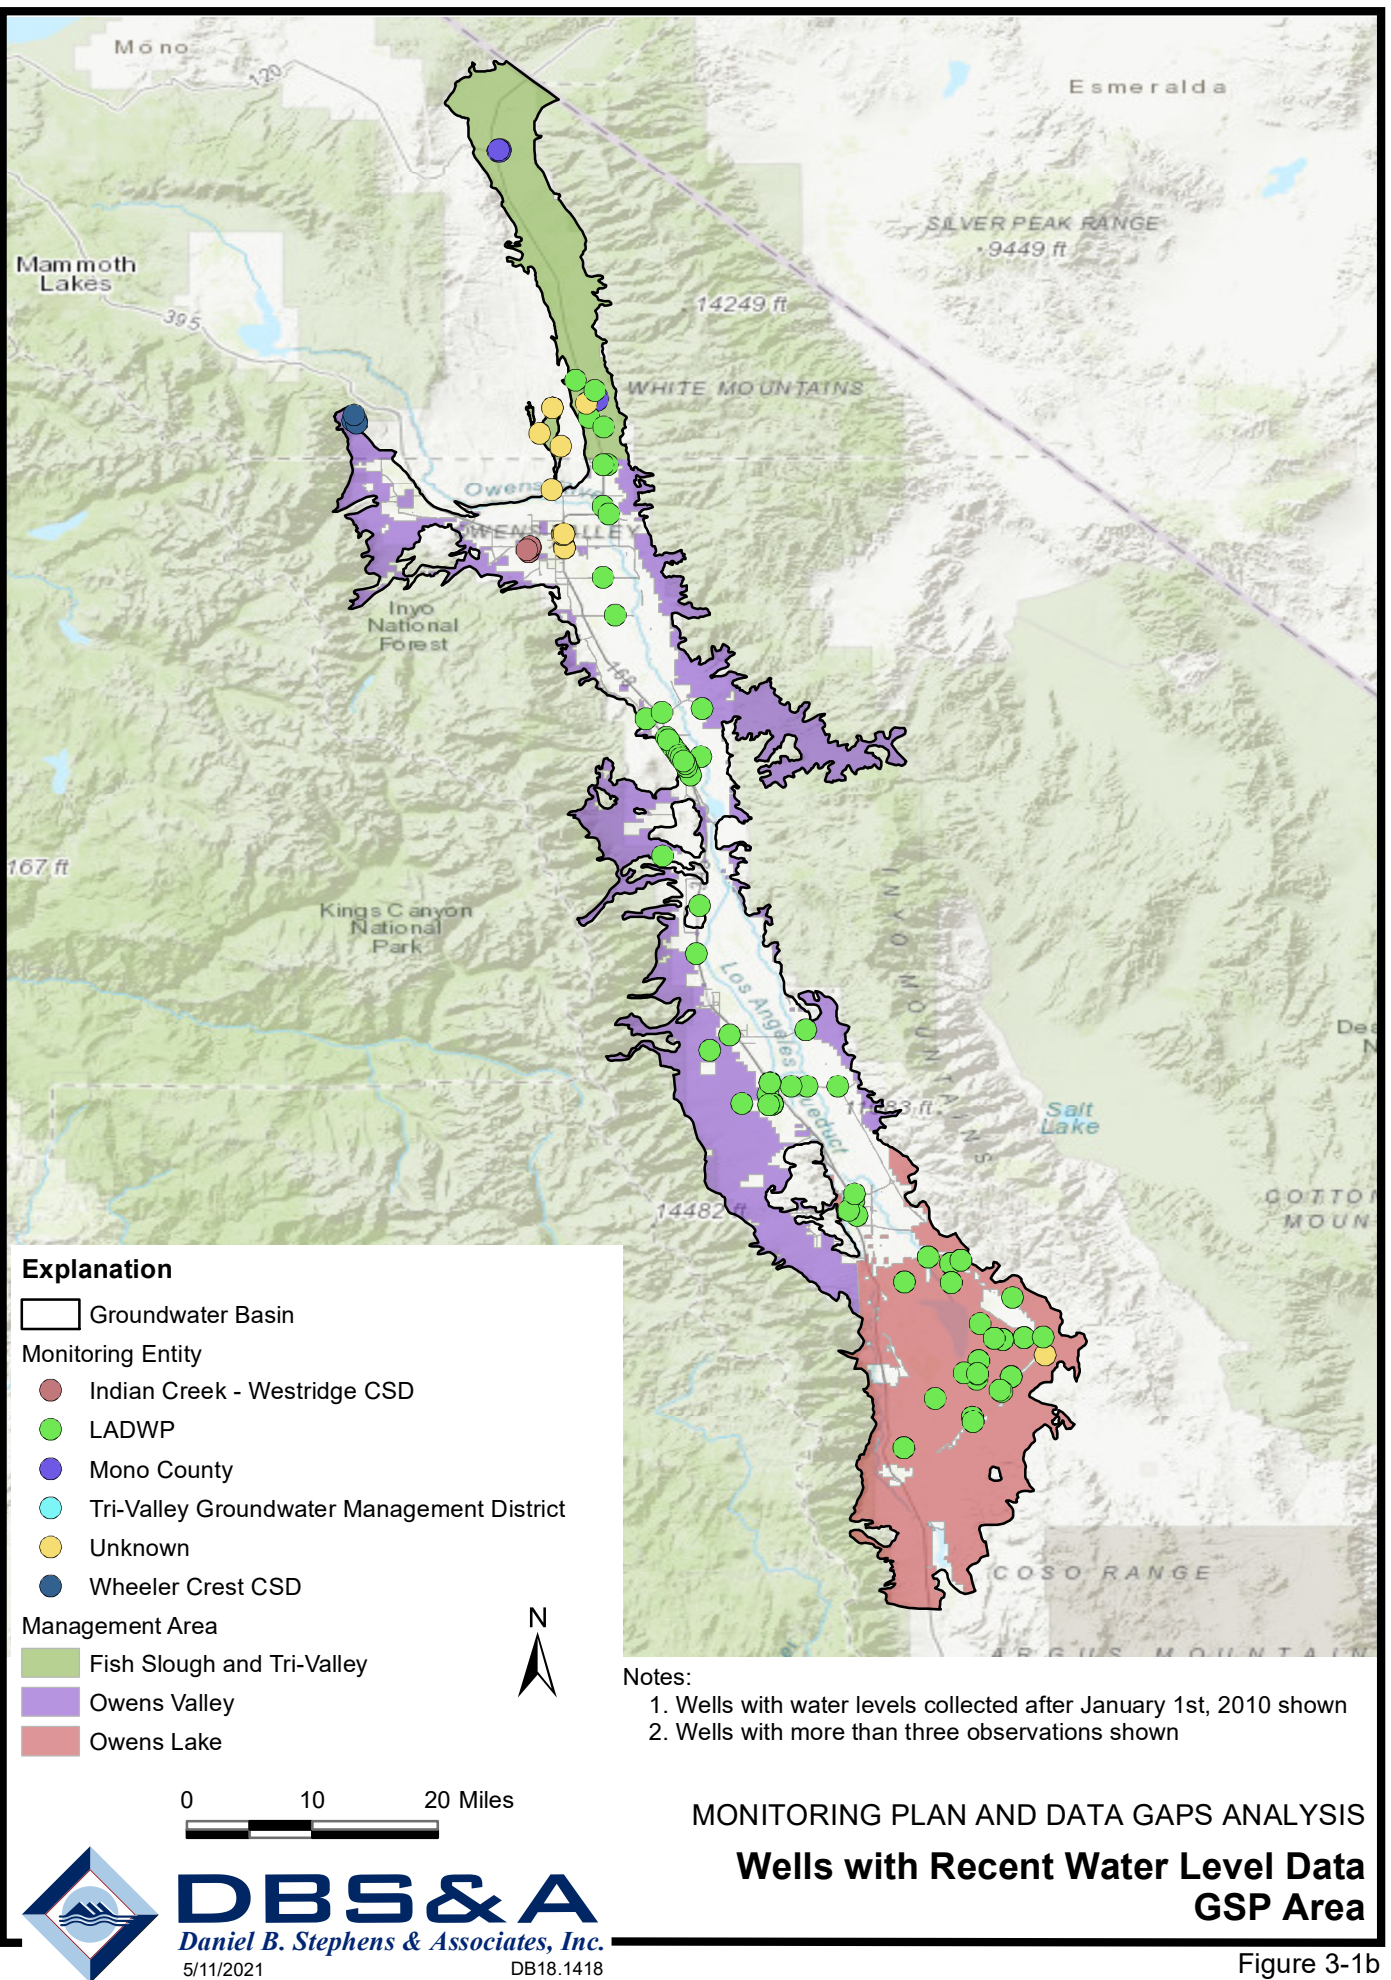 Mono
120
Esmeralda
SILVER PEAK RANGE
9449 ft
Mammoth
Lakes
395
14249 ft
WHITE MOUNTAINS
Owens
OWENS VALLEY
Inyo
National
Forest
168
167 ft
Kings Canyon
National
Park
INYO MOUNTAINS
Los Angeles
Aqueduct
Salt
Lake
14482 ft
COSO RANGE
ARGUS MOUNTAIN
Explanation
Groundwater Basin
Monitoring Entity
Indian Creek - Westridge CSD
LADWP
Mono County
Tri-Valley Groundwater Management District
Unknown
Wheeler Crest CSD
Management Area
Fish Slough and Tri-Valley
Owens Valley
Owens Lake
N
0 10 20 Miles
Notes:
1. Wells with water levels collected after January 1st, 2010 shown
2. Wells with more than three observations shown
MONITORING PLAN AND DATA GAPS ANALYSIS
Wells with Recent Water Level Data
GSP Area
DBS&A
Daniel B. Stephens & Associates, Inc.
5/11/2021
DB18.1418
Figure 3-1b